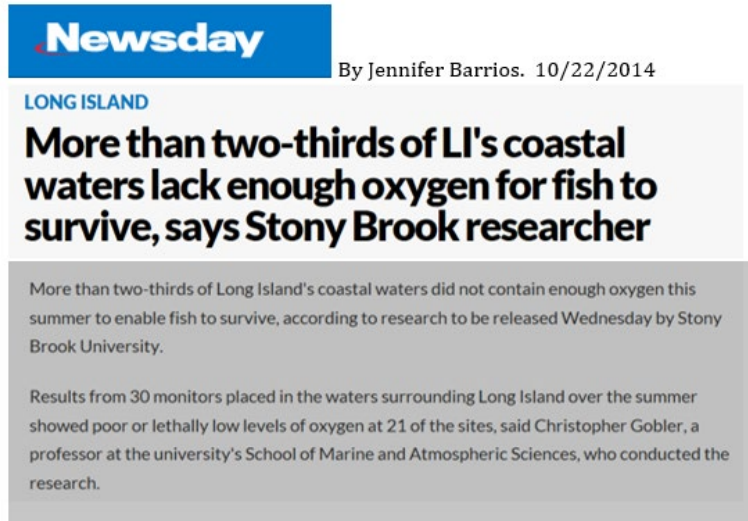 Newsday
By Jennifer Barrios. 10/22/2014
LONG ISLAND
More than two-thirds of LI's coastal
waters lack enough oxygen for fish to
survive, says Stony Brook researcher
More than two-thirds of Long Island's coastal waters did not contain enough oxygen this
summer to enable fish to survive, according to research to be released Wednesday by Stony
Brook University.
Results from 30 monitors placed in the waters surrounding Long Island over the summer
showed poor or lethally low levels of oxygen at 21 of the sites, said Christopher Gobler, a
professor at the university's School of Marine and Atmospheric Sciences, who conducted the
research.